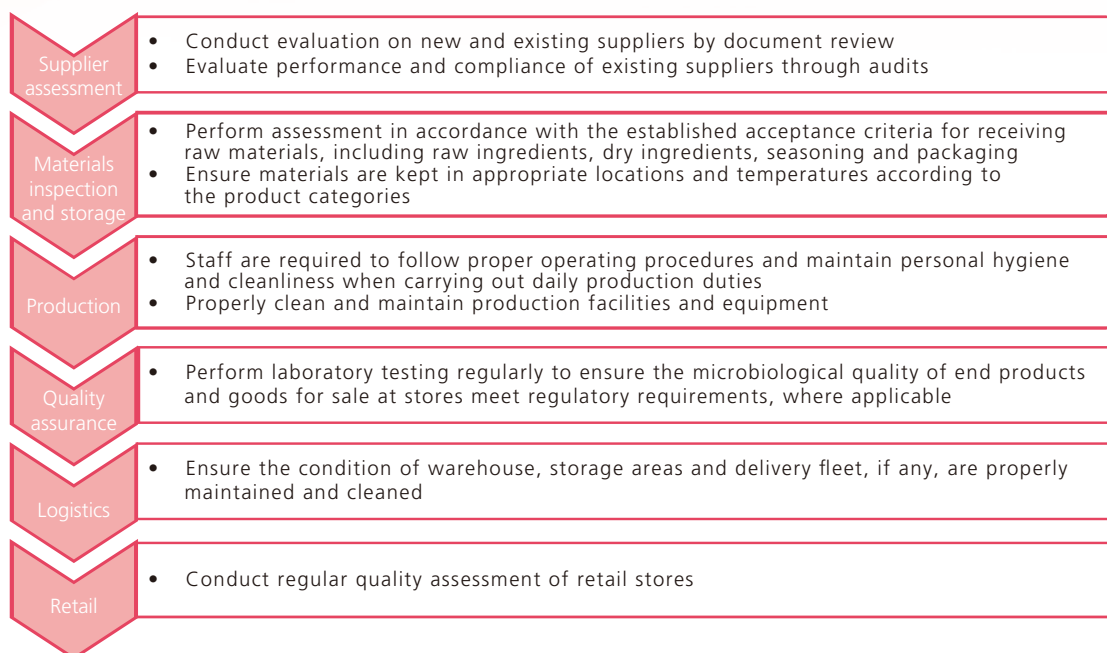 Supplier
assessment
• Conduct evaluation on new and existing suppliers by document review
• Evaluate performance and compliance of existing suppliers through audits
Materials
inspection
and storage
• Perform assessment in accordance with the established acceptance criteria for receiving
raw materials, including raw ingredients, dry ingredients, seasoning and packaging
• Ensure materials are kept in appropriate locations and temperatures according to
the product categories
Production
• Staff are required to follow proper operating procedures and maintain personal hygiene
and cleanliness when carrying out daily production duties
• Properly clean and maintain production facilities and equipment
Quality
assurance
• Perform laboratory testing regularly to ensure the microbiological quality of end products
and goods for sale at stores meet regulatory requirements, where applicable
Logistics
• Ensure the condition of warehouse, storage areas and delivery fleet, if any, are properly
maintained and cleaned
Retail
• Conduct regular quality assessment of retail stores